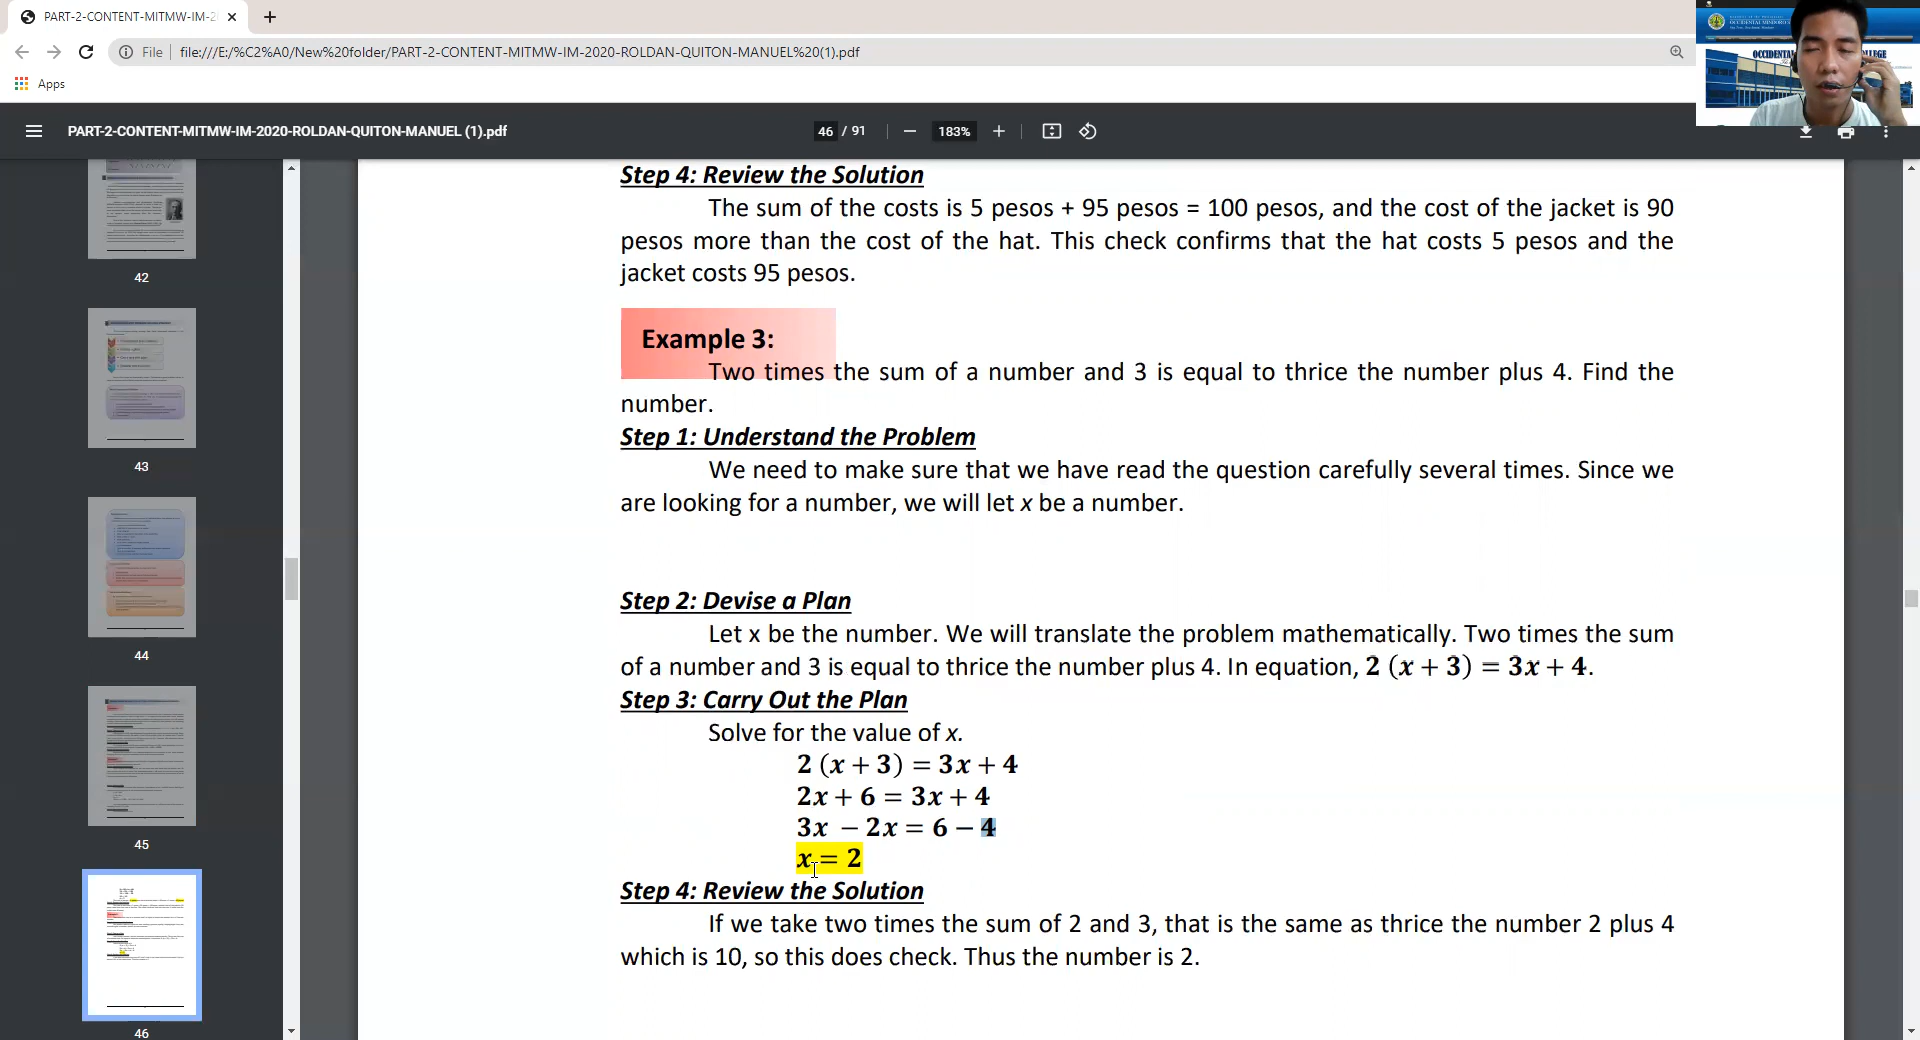 PART-2-CONTENT-MITMW-IM-2
File
file:///E:/%C2%A0/New%20folder/PART-2-CONTENT-MITMW-IM-2020-ROLDAN-QUITON-MANUEL%20(1).pdf
Apps
PART-2-CONTENT-MITMW-IM-2020-ROLDAN-QUITON-MANUEL (1).pdf
46 / 91
183%
42
43
44
45
46
Step 4: Review the Solution
The sum of the costs is 5 pesos + 95 pesos = 100 pesos, and the cost of the jacket is 90
pesos more than the cost of the hat. This check confirms that the hat costs 5 pesos and the
jacket costs 95 pesos.
Example 3:
Two times the sum of a number and 3 is equal to thrice the number plus 4. Find the
number.
Step 1: Understand the Problem
We need to make sure that we have read the question carefully several times. Since we
are looking for a number, we will let x be a number.
Step 2: Devise a Plan
Let x be the number. We will translate the problem mathematically. Two times the sum
of a number and 3 is equal to thrice the number plus 4. In equation, 2 (x + 3) = 3x + 4.
Step 3: Carry Out the Plan
Solve for the value of x.
2 (x + 3) = 3x + 4
2x + 6 = 3x + 4
3x − 2x = 6 − 4
x = 2
Step 4: Review the Solution
If we take two times the sum of 2 and 3, that is the same as thrice the number 2 plus 4
which is 10, so this does check. Thus the number is 2.